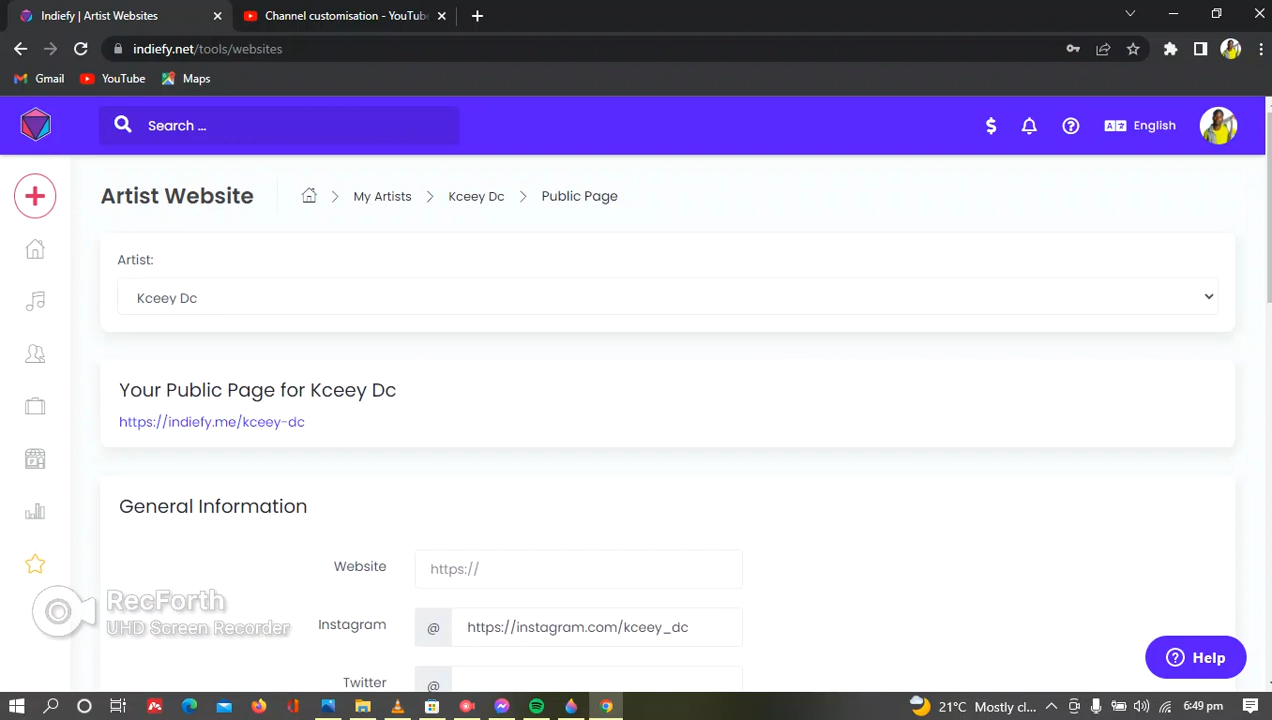 Indiefy | Artist Websites
Channel customisation - YouTube
indiefy.net/tools/websites
Gmail
YouTube
Maps
Search ...
$
English
Artist Website
My Artists
Kceey Dc
Public Page
Artist:
Kceey Dc
Your Public Page for Kceey Dc
https://indiefy.me/kceey-dc
General Information
Website
https://
Instagram
@
https://instagram.com/kceey_dc
Twitter
@
RecForth
UHD Screen Recorder
Help
21°C Mostly cl...
6:49 pm